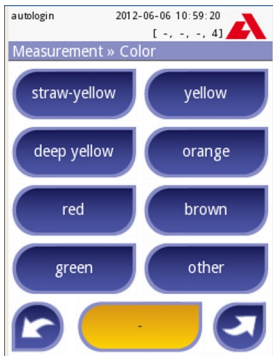 autologin 2012-06-06 10:59:20
[ -, -, -, 4]
Measurement » Color
straw-yellow yellow
deep yellow orange
red brown
green other
-